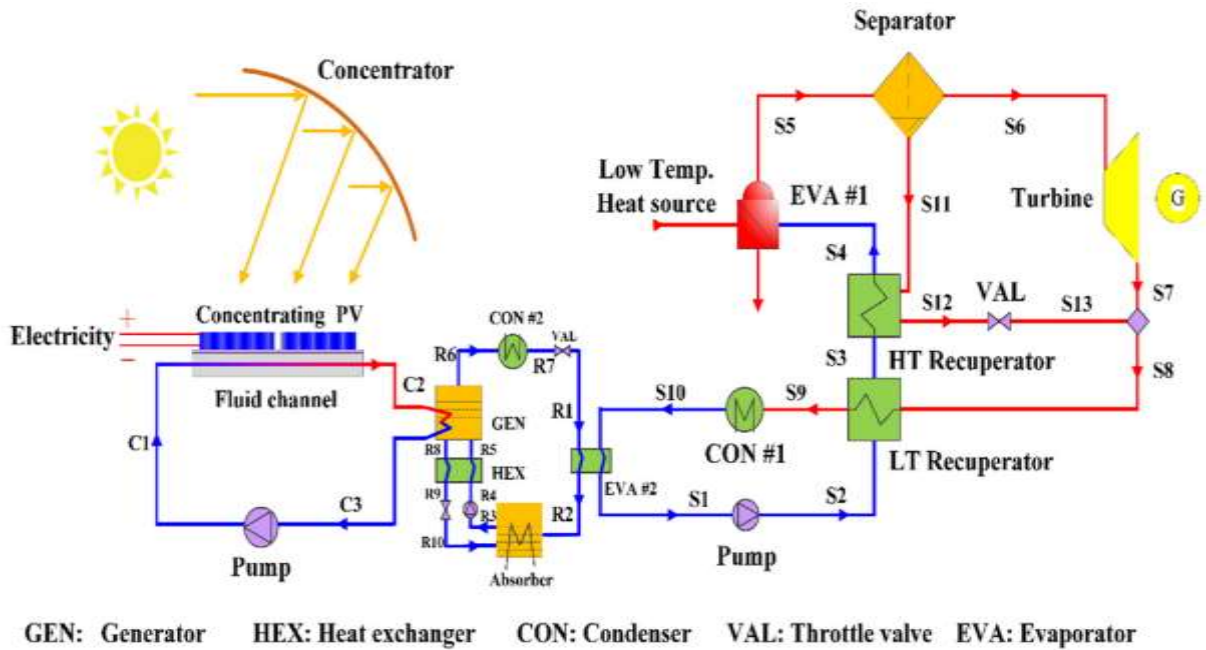 Separator
Concentrator
S5
S6
Low Temp.
Heat source
EVA #1
S11
Turbine
G
S4
S12
VAL
S13
S7
Electricity
+
−
Concentrating PV
Fluid channel
CON #2
VAL
R6
R7
C2
GEN
R1
S3
HT Recuperator
S8
S10
S9
CON #1
LT Recuperator
C1
R8
R5
HEX
EVA #2
R9
R4
R3
R2
R10
Absorber
C3
Pump
S1
S2
Pump
GEN: Generator HEX: Heat exchanger CON: Condenser VAL: Throttle valve EVA: Evaporator